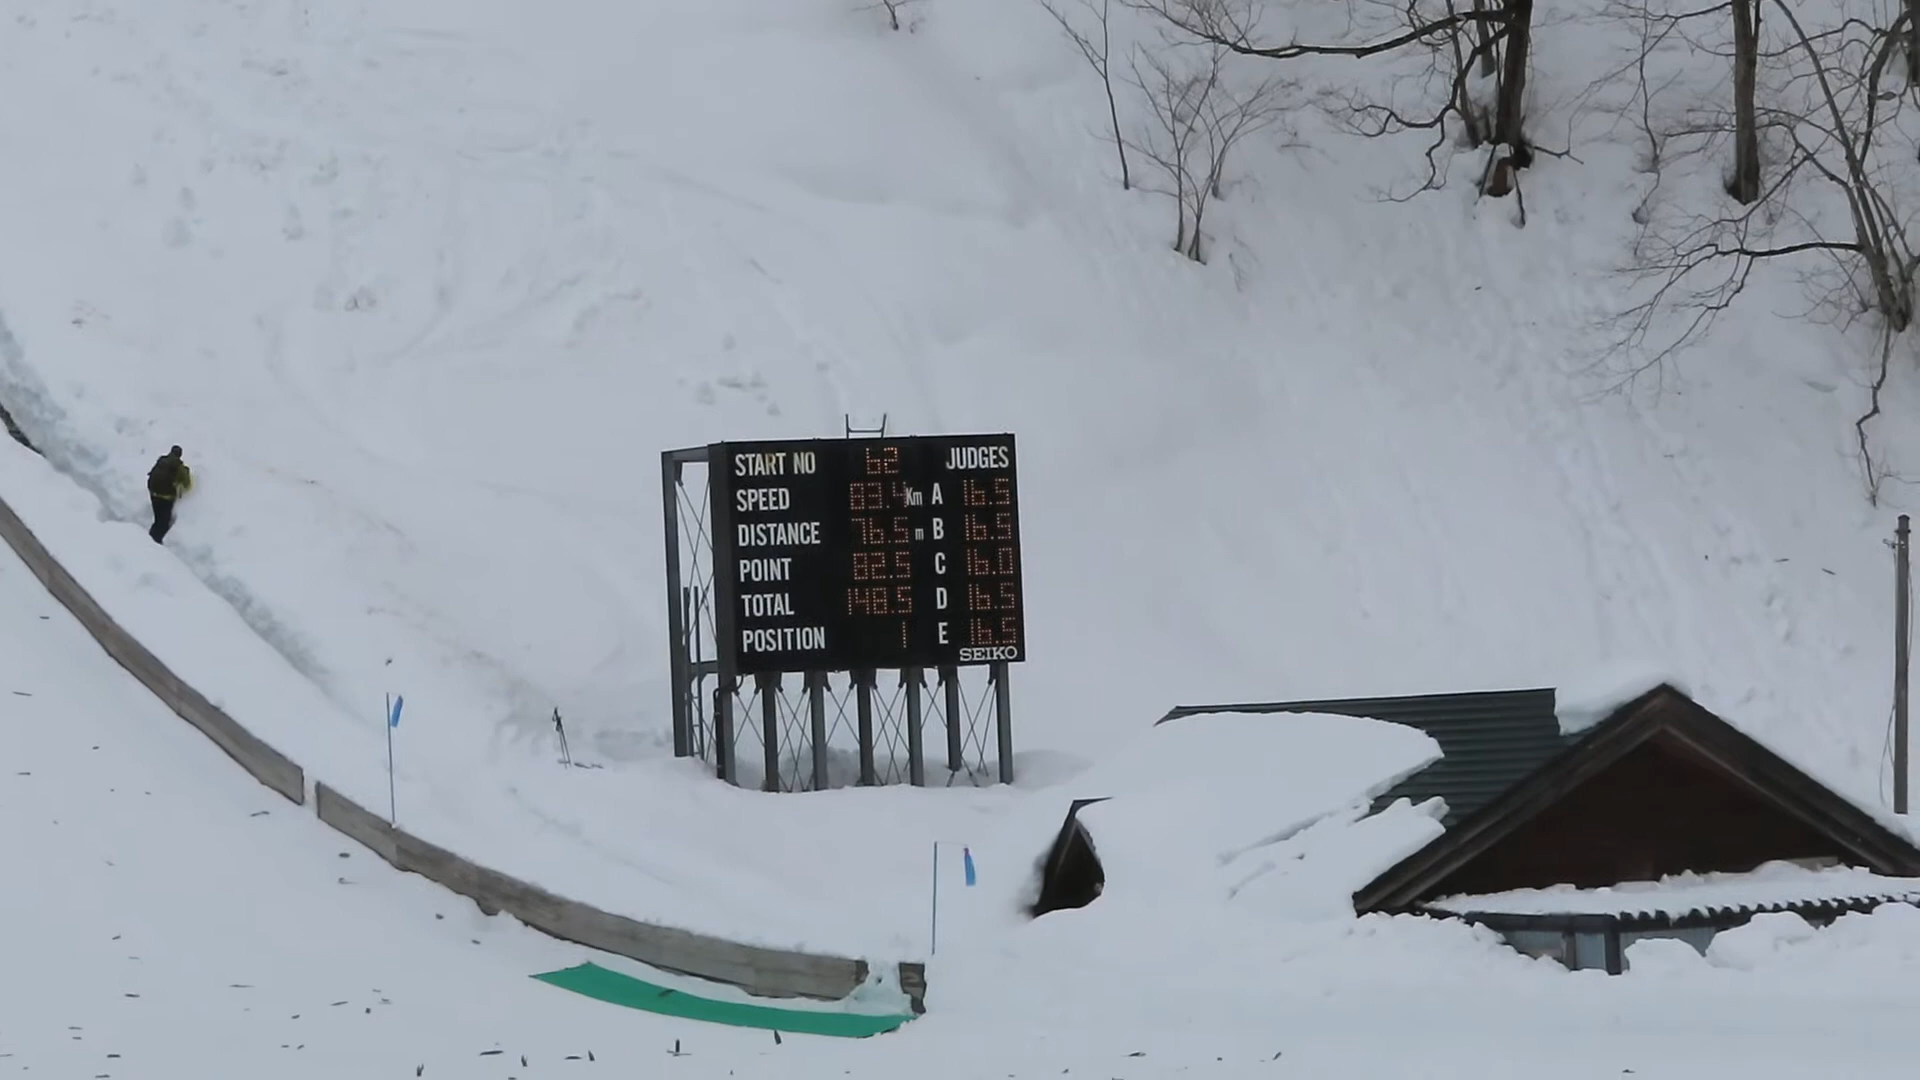 START NO 62 JUDGES
SPEED 83.4 Km A 16.5
DISTANCE 76.5 m B 16.5
POINT 82.5 C 16.0
TOTAL 148.5 D 16.5
POSITION 1 E 16.5
SEIKO